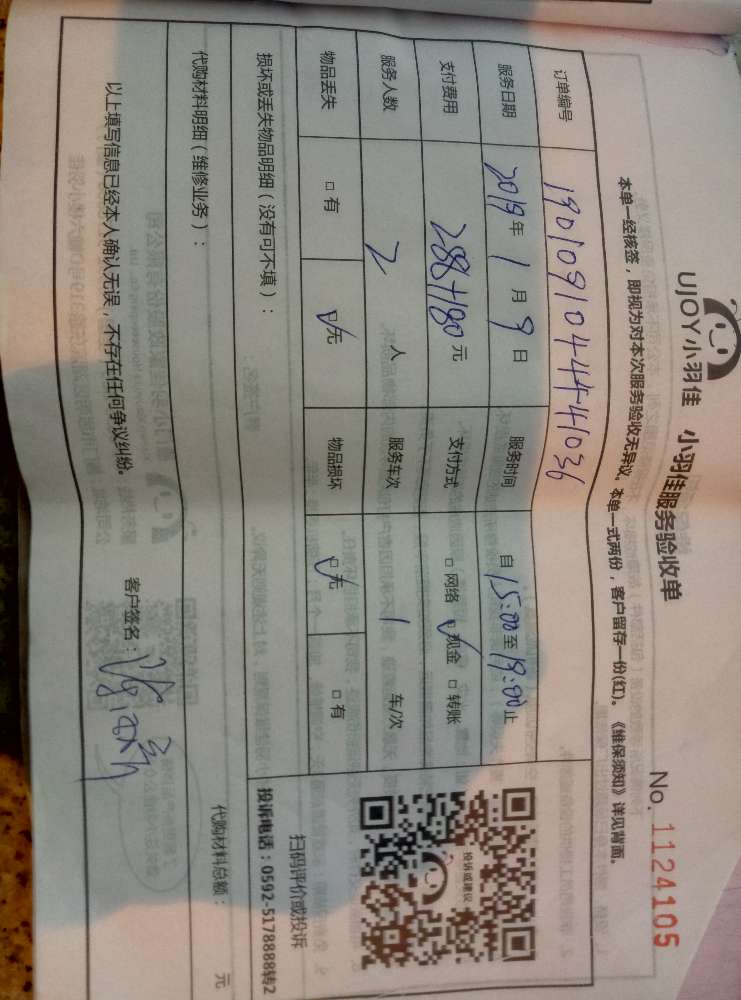 UJOY小羽佳 小羽佳服务验收单
No. 1124105
本单一经核签，即视为对本次服务验收无异议。本单一式两份，客户留存一份(红)。《维保须知》详见背面。
订单编号 19010910444441036
服务日期 2019年1月9日 服务时间 自15:00至19:00止
支付费用 288+180元 支付方式 □网络 ☑现金 □转账
服务人数 2人 服务车次 1车/次
物品丢失 □有 ☑无 物品损坏 ☑无 □有
投诉或建议
扫码评价或投诉
投诉电话：0592-5178888转2
损坏或丢失物品明细（没有可不填）：
代购材料明细（维修业务）： 代购材料总额： 元
以上填写信息已经本人确认无误，不存在任何争议纠纷。 客户签名：